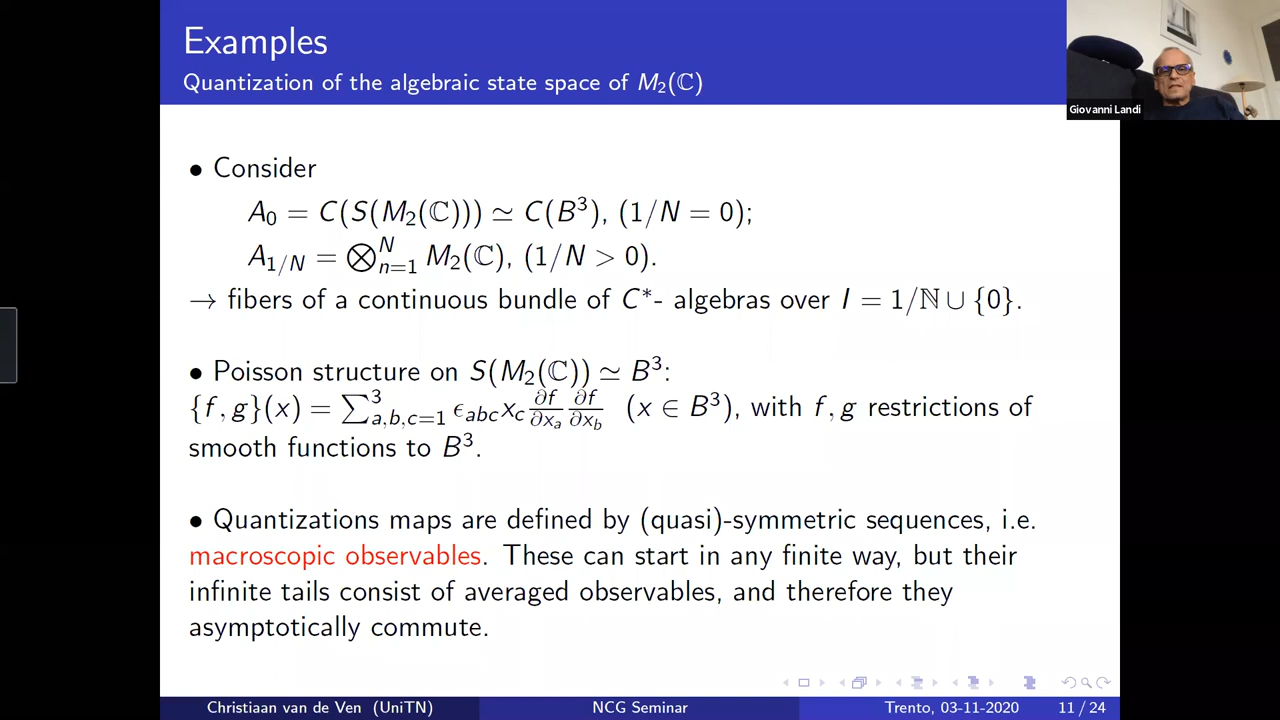 Examples
Quantization of the algebraic state space of M₂(ℂ)
Giovanni Landi
• Consider
A₀ = C(S(M₂(ℂ))) ≃ C(B³), (1/N = 0);
A₁/N = ⨂ᴺₙ₌₁ M₂(ℂ), (1/N > 0).
→ fibers of a continuous bundle of C*- algebras over I = 1/ℕ ∪ {0}.
• Poisson structure on S(M₂(ℂ)) ≃ B³:
{f, g}(x) = ∑³_{a,b,c=1} ϵ_{abc} x_c ∂f/∂x_a ∂f/∂x_b (x ∈ B³), with f, g restrictions of
smooth functions to B³.
• Quantizations maps are defined by (quasi)-symmetric sequences, i.e.
macroscopic observables. These can start in any finite way, but their
infinite tails consist of averaged observables, and therefore they
asymptotically commute.
Christiaan van de Ven (UniTN) NCG Seminar Trento, 03-11-2020 11 / 24